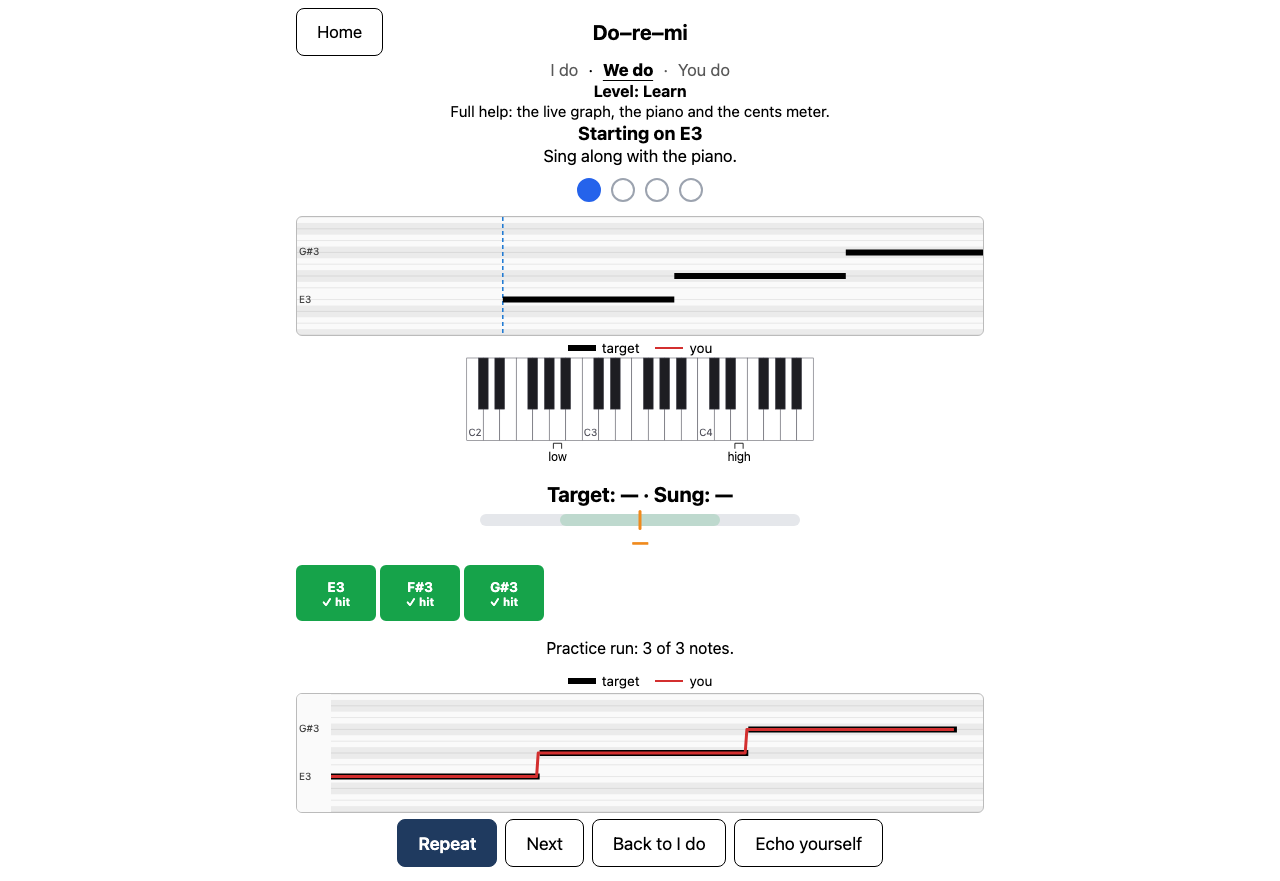 Home
Do–re–mi
I do · We do · You do
Level: Learn
Full help: the live graph, the piano and the cents meter.
Starting on E3
Sing along with the piano.
G#3
E3
target you
C2 C3 C4
low high
Target: — · Sung: —
—
E3 F#3 G#3
✓ hit ✓ hit ✓ hit
Practice run: 3 of 3 notes.
target you
G#3
E3
Repeat Next Back to I do Echo yourself